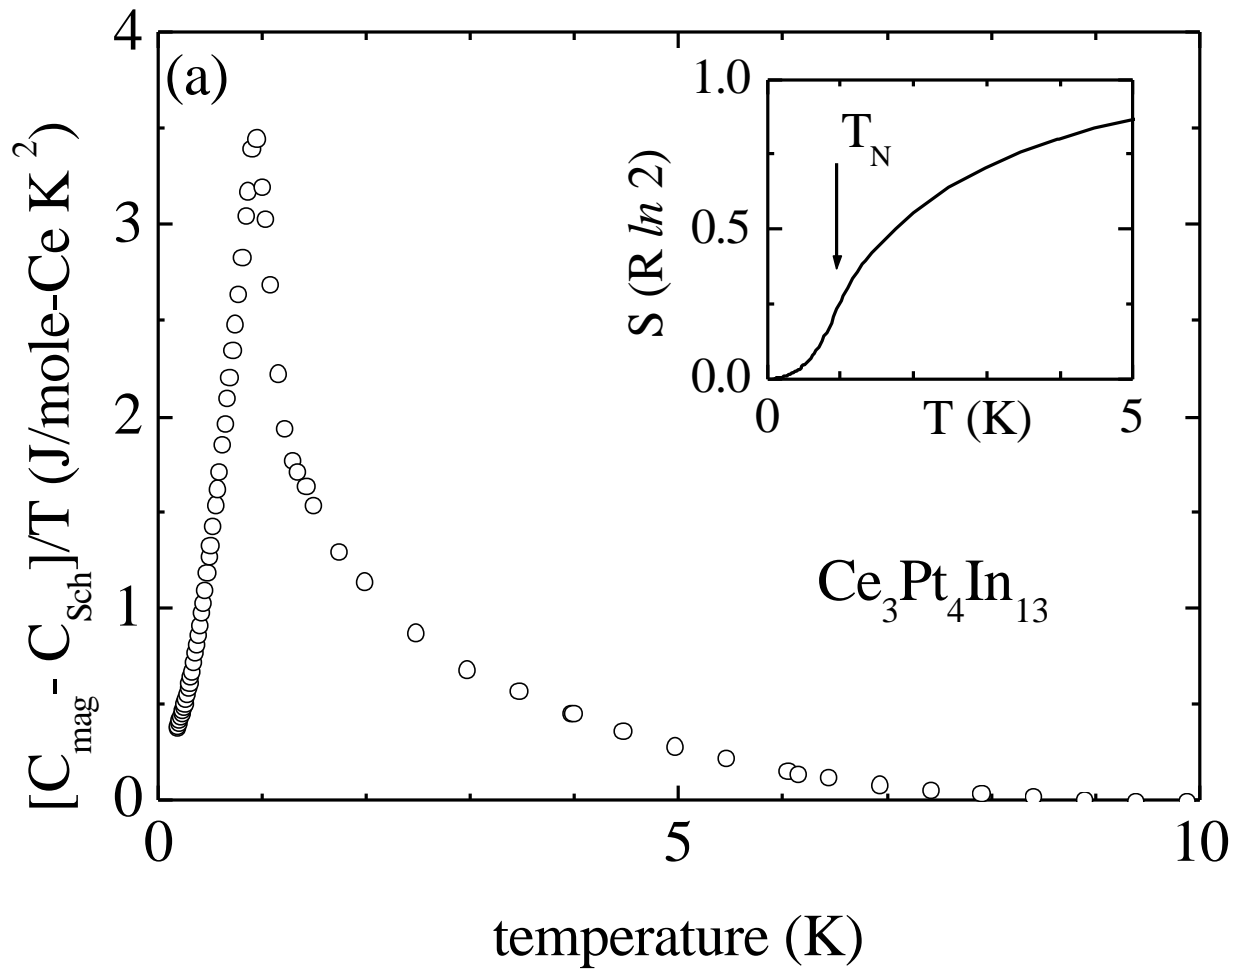 4
(a)
3
2
1
0
0 5 10
temperature (K)
[C_mag - C_Sch]/T (J/mole-Ce K^2)
1.0
0.5
0.0
0 5
T (K)
S (R ln 2)
T_N
Ce_3Pt_4In_13